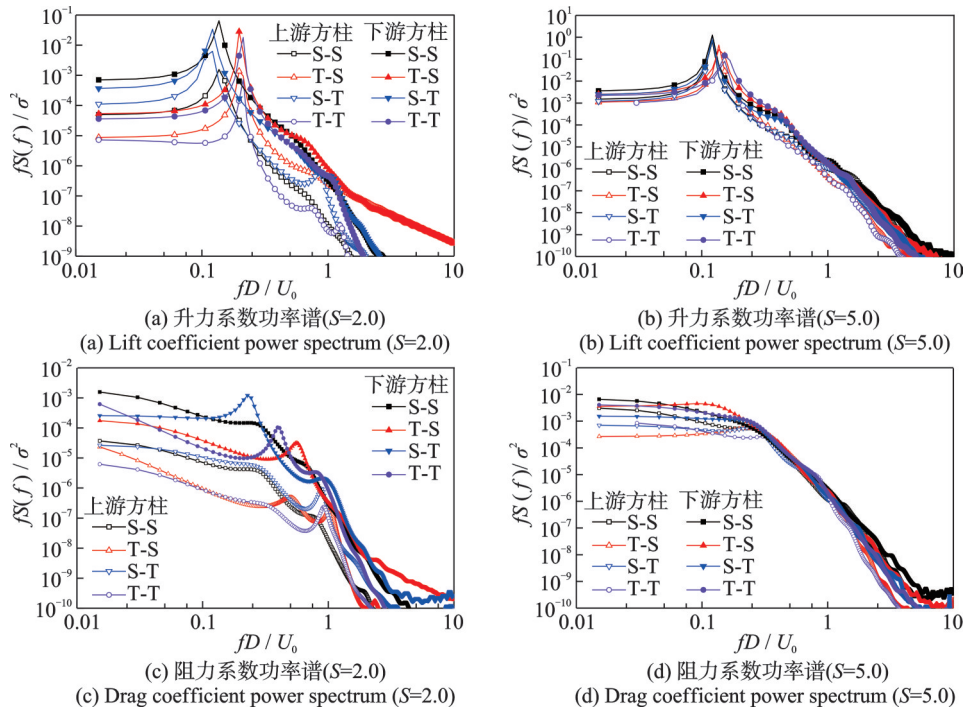 上游方柱 下游方柱
S-S S-S
T-S T-S
S-T S-T
T-T T-T
10⁻¹
10⁻²
10⁻³
10⁻⁴
10⁻⁵
10⁻⁶
10⁻⁷
10⁻⁸
10⁻⁹
fS(f) / σ²
0.01 0.1 1 10
fD / U₀
(a) 升力系数功率谱(S=2.0)
(a) Lift coefficient power spectrum (S=2.0)
10¹
10⁰
10⁻¹
10⁻²
10⁻³
10⁻⁴
10⁻⁵
10⁻⁶
10⁻⁷
10⁻⁸
10⁻⁹
10⁻¹⁰
fS (f) / σ²
上游方柱 下游方柱
S-S S-S
T-S T-S
S-T S-T
T-T T-T
0.01 0.1 1 10
fD / U₀
(b) 升力系数功率谱(S=5.0)
(b) Lift coefficient power spectrum (S=5.0)
10⁻²
10⁻³
10⁻⁴
10⁻⁵
10⁻⁶
10⁻⁷
10⁻⁸
10⁻⁹
10⁻¹⁰
fS(f) / σ²
下游方柱
S-S
T-S
S-T
T-T
上游方柱
S-S
T-S
S-T
T-T
0.01 0.1 1 10
fD / U₀
(c) 阻力系数功率谱(S=2.0)
(c) Drag coefficient power spectrum (S=2.0)
10⁻¹
10⁻²
10⁻³
10⁻⁴
10⁻⁵
10⁻⁶
10⁻⁷
10⁻⁸
10⁻⁹
10⁻¹⁰
fS (f) / σ²
上游方柱 下游方柱
S-S S-S
T-S T-S
S-T S-T
T-T T-T
0.01 0.1 1 10
fD / U₀
(d) 阻力系数功率谱(S=5.0)
(d) Drag coefficient power spectrum (S=5.0)